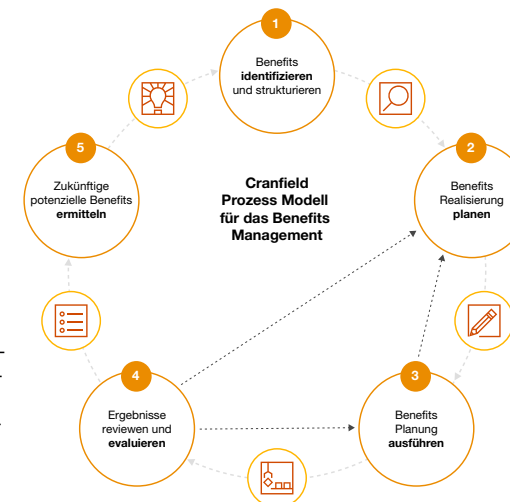 1
Benefits
identifizieren
und strukturieren
2
Benefits
Realisierung
planen
3
Benefits
Planung
ausführen
4
Ergebnisse
reviewen und
evaluieren
5
Zukünftige
potenzielle Benefits
ermitteln
Cranfield
Prozess Modell
für das Benefits
Management